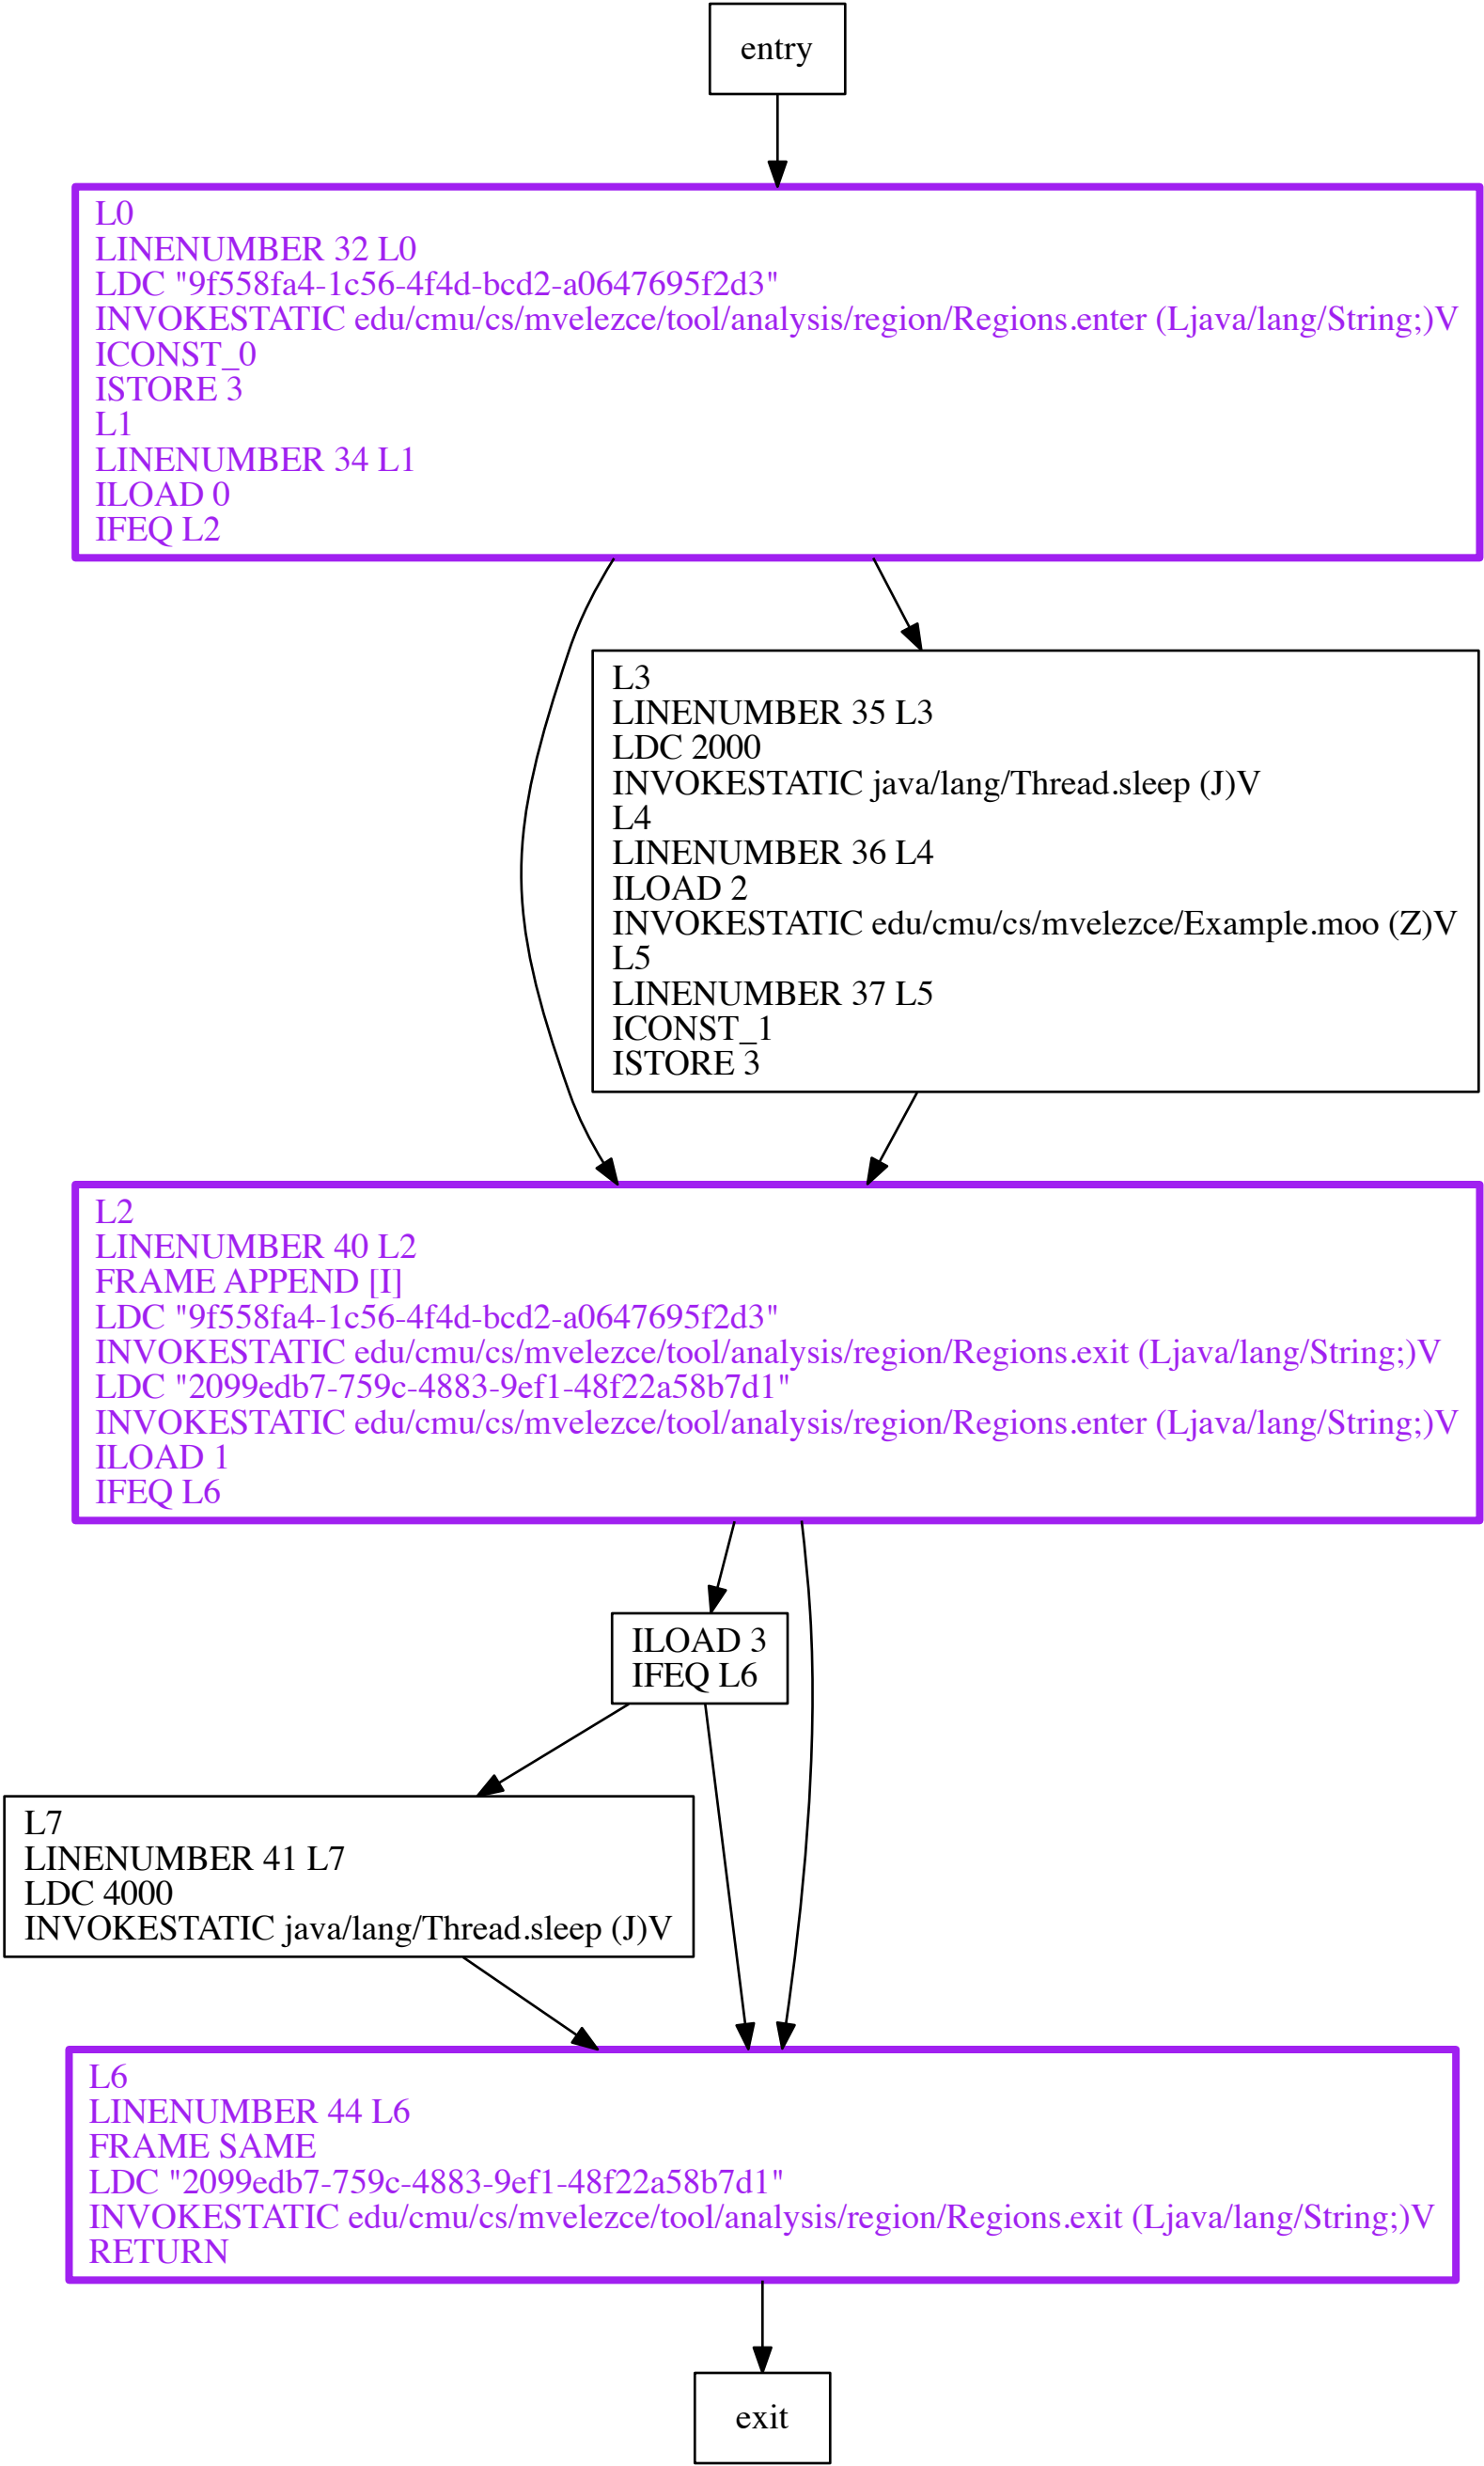 entry
L0
LINENUMBER 32 L0
LDC "9f558fa4-1c56-4f4d-bcd2-a0647695f2d3"
INVOKESTATIC edu/cmu/cs/mvelezce/tool/analysis/region/Regions.enter (Ljava/lang/String;)V
ICONST_0
ISTORE 3
L1
LINENUMBER 34 L1
ILOAD 0
IFEQ L2
L3
LINENUMBER 35 L3
LDC 2000
INVOKESTATIC java/lang/Thread.sleep (J)V
L4
LINENUMBER 36 L4
ILOAD 2
INVOKESTATIC edu/cmu/cs/mvelezce/Example.moo (Z)V
L5
LINENUMBER 37 L5
ICONST_1
ISTORE 3
L2
LINENUMBER 40 L2
FRAME APPEND [I]
LDC "9f558fa4-1c56-4f4d-bcd2-a0647695f2d3"
INVOKESTATIC edu/cmu/cs/mvelezce/tool/analysis/region/Regions.exit (Ljava/lang/String;)V
LDC "2099edb7-759c-4883-9ef1-48f22a58b7d1"
INVOKESTATIC edu/cmu/cs/mvelezce/tool/analysis/region/Regions.enter (Ljava/lang/String;)V
ILOAD 1
IFEQ L6
ILOAD 3
IFEQ L6
L7
LINENUMBER 41 L7
LDC 4000
INVOKESTATIC java/lang/Thread.sleep (J)V
L6
LINENUMBER 44 L6
FRAME SAME
LDC "2099edb7-759c-4883-9ef1-48f22a58b7d1"
INVOKESTATIC edu/cmu/cs/mvelezce/tool/analysis/region/Regions.exit (Ljava/lang/String;)V
RETURN
exit